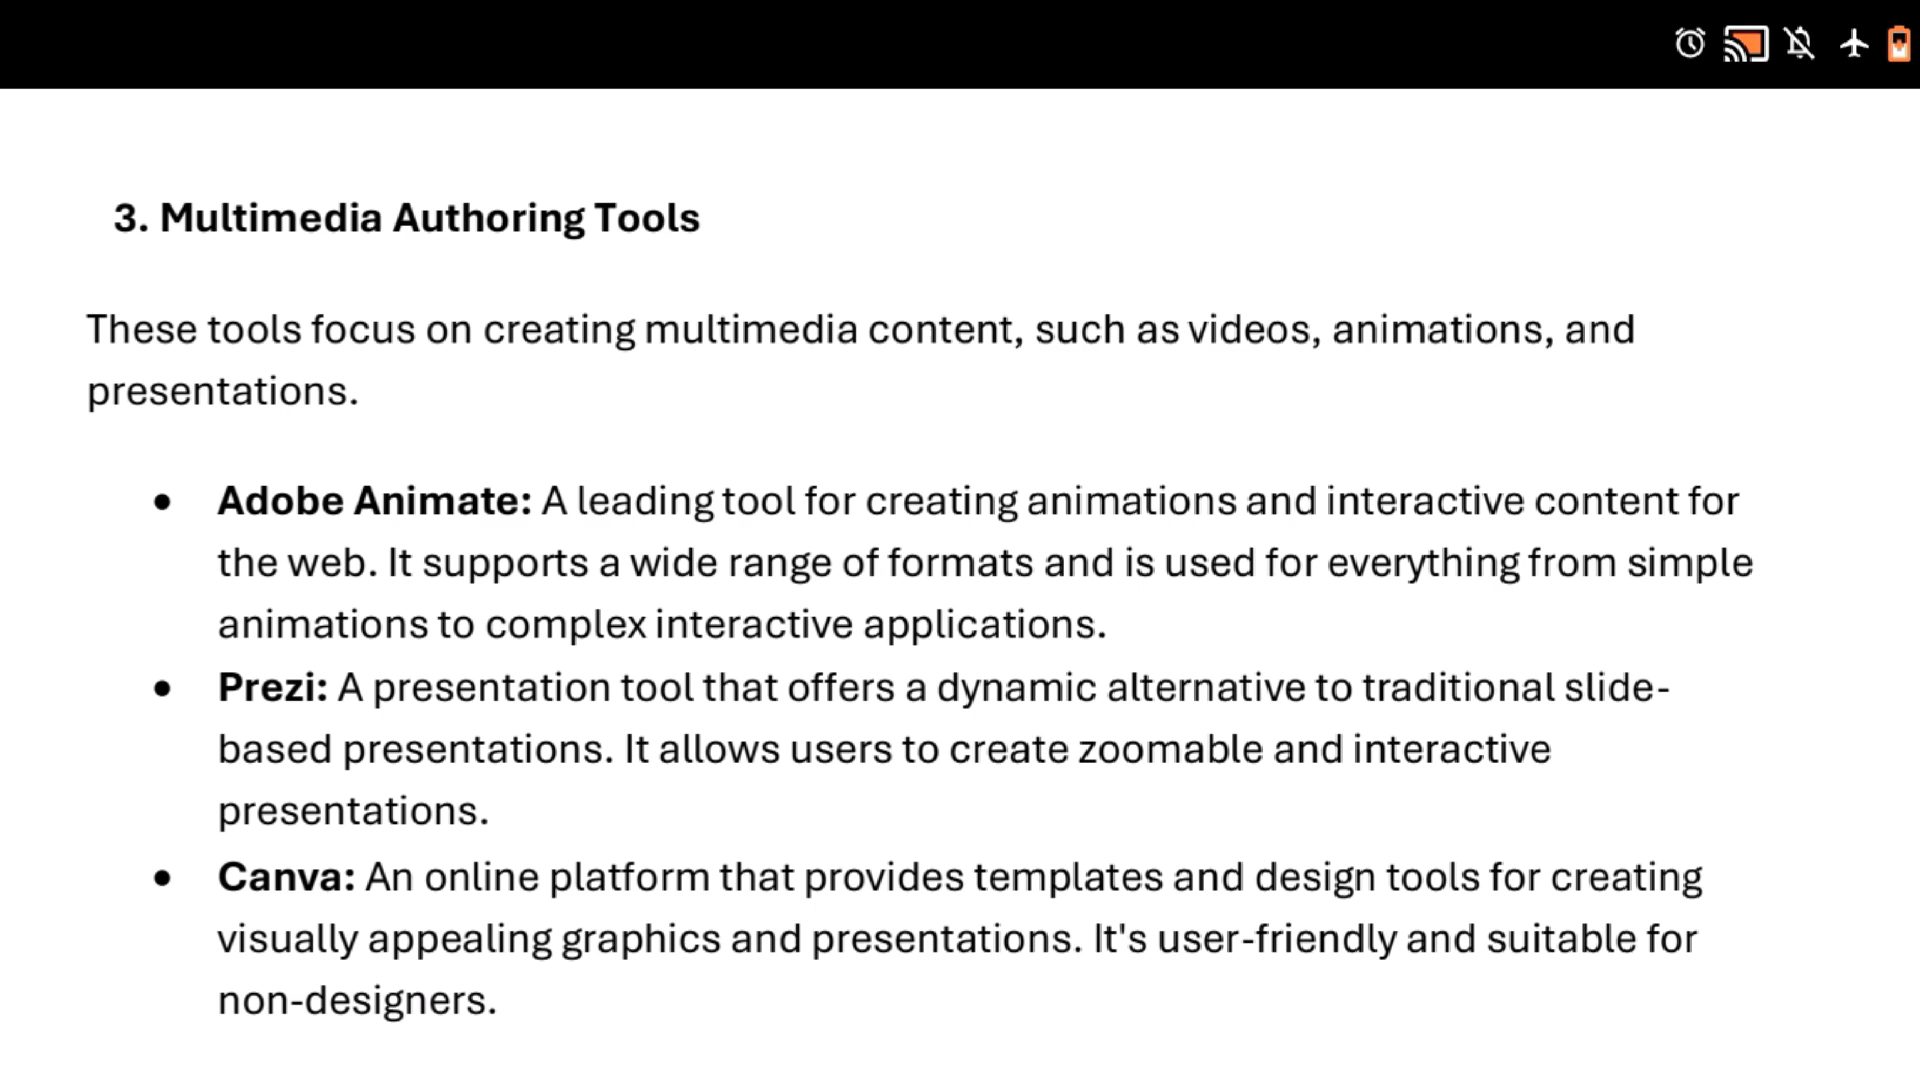 3. Multimedia Authoring Tools
These tools focus on creating multimedia content, such as videos, animations, and
presentations.
• Adobe Animate: A leading tool for creating animations and interactive content for
the web. It supports a wide range of formats and is used for everything from simple
animations to complex interactive applications.
• Prezi: A presentation tool that offers a dynamic alternative to traditional slide-
based presentations. It allows users to create zoomable and interactive
presentations.
• Canva: An online platform that provides templates and design tools for creating
visually appealing graphics and presentations. It's user-friendly and suitable for
non-designers.